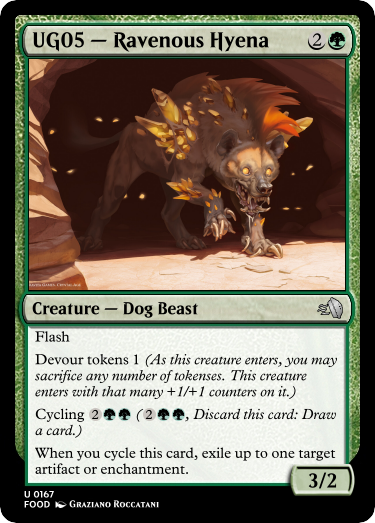 UG05 — Ravenous Hyena 2
Creature — Dog Beast
Flash
Devour tokens 1 (As this creature enters, you may
sacrifice any number of tokenses. This creature
enters with that many +1/+1 counters on it.)
Cycling 2 ( 2 , Discard this card: Draw
a card.)
When you cycle this card, exile up to one target
artifact or enchantment.
3/2
U 0167
FOOD Graziano Roccatani